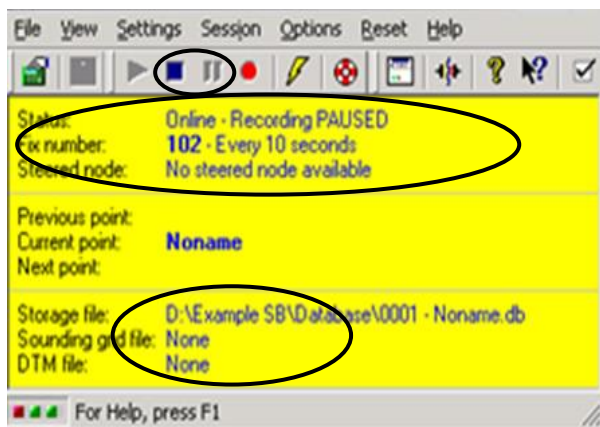 File View Settings Session Options Reset Help
Status: Online - Recording PAUSED
Fix number: 102 - Every 10 seconds
Steered node: No steered node available
Previous point:
Current point: Noname
Next point:
Storage file: D:\Example SB\Database\0001 - Noname.db
Sounding grid file: None
DTM file: None
For Help, press F1